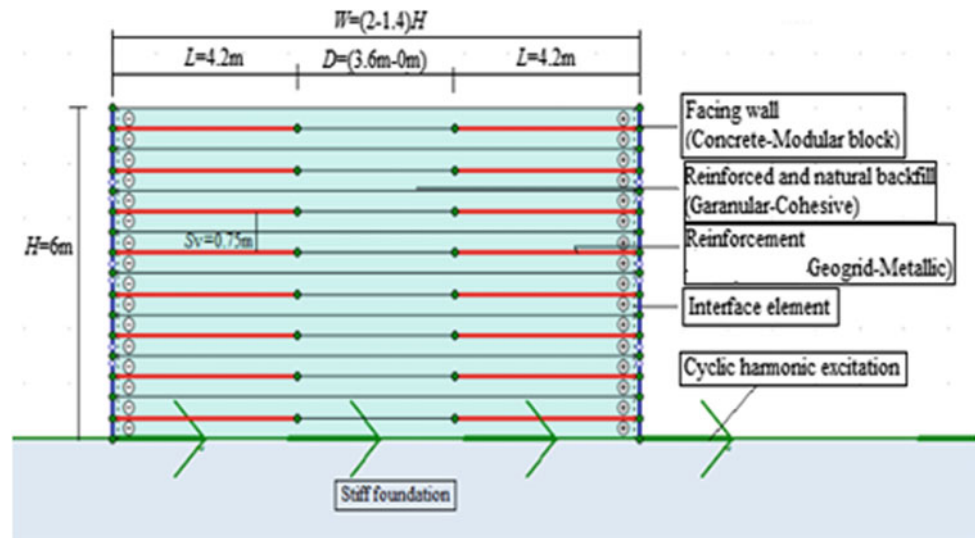 W=(2-1.4)H
L=4.2m
D=(3.6m-0m)
L=4.2m
Facing wall
(Concrete-Modular block)
Reinforced and natural backfill
(Garanular-Cohesive)
H=6m
Sv=0.75m
Reinforcement
Geogrid-Metallic)
Interface element
Cyclic harmonic excitation
Stiff foundation